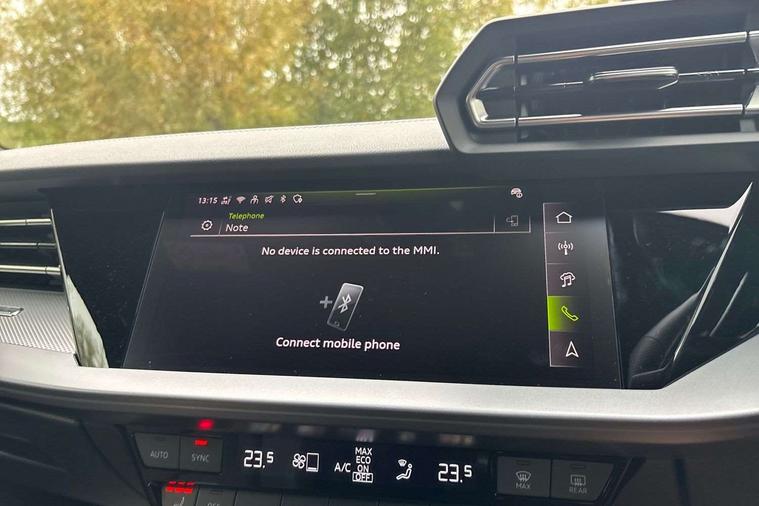 13:15
Telephone
Note
No device is connected to the MMI.
Connect mobile phone
AUTO
SYNC
23.5
A/C
MAX
ECO
ON
OFF
23.5
MAX
REAR